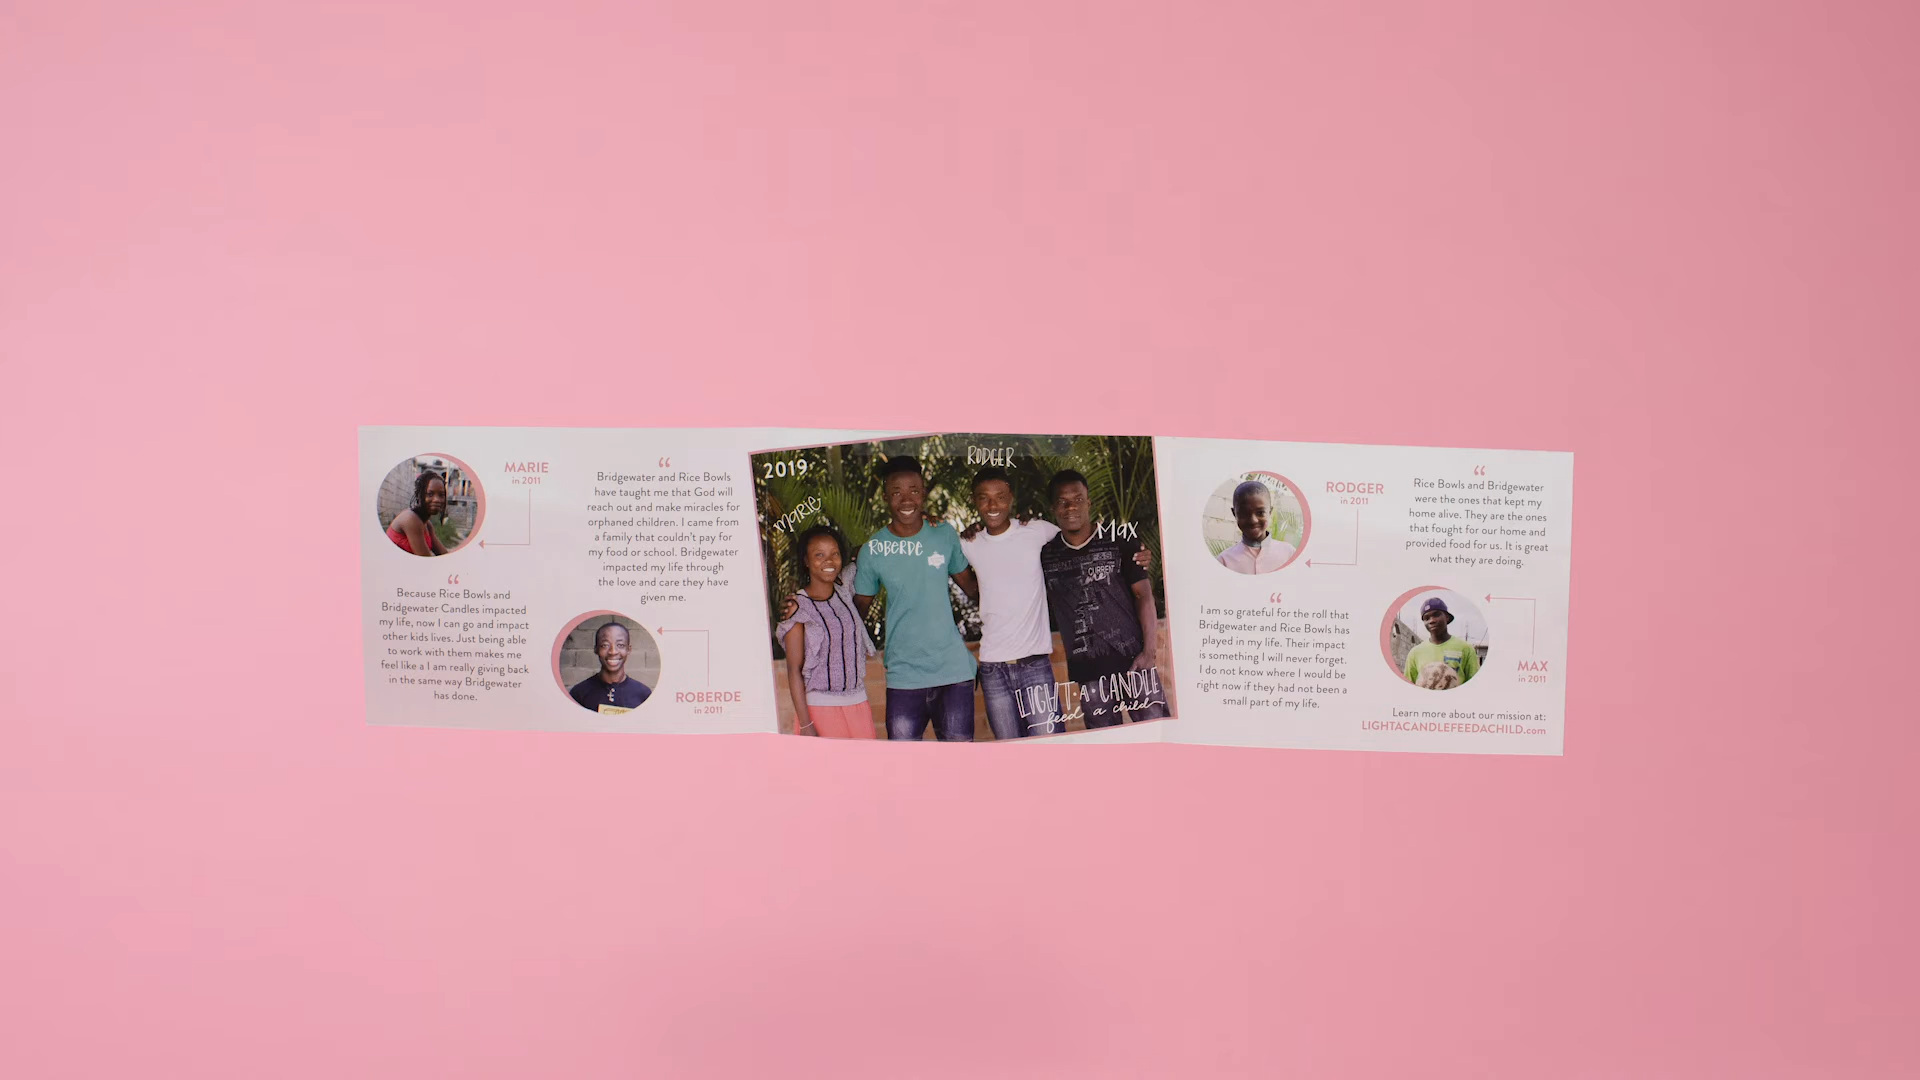 MARIE
in 2011
“
Because Rice Bowls and
Bridgewater Candles impacted
my life, now I can go and impact
other kids lives. Just being able
to work with them makes me
feel like a I am really giving back
in the same way Bridgewater
has done.
“
Bridgewater and Rice Bowls
have taught me that God will
reach out and make miracles for
orphaned children. I came from
a family that couldn't pay for
my food or school. Bridgewater
impacted my life through
the love and care they have
given me.
ROBERDE
in 2011
2019
marie
ROBERDE
RODGER
Max
CURRENT
LIGHT•A•CANDLE
feed a child
RODGER
in 2011
“
I am so grateful for the roll that
Bridgewater and Rice Bowls has
played in my life. Their impact
is something I will never forget.
I do not know where I would be
right now if they had not been a
small part of my life.
“
Rice Bowls and Bridgewater
were the ones that kept my
home alive. They are the ones
that fought for our home and
provided food for us. It is great
what they are doing.
MAX
in 2011
Learn more about our mission at:
LIGHTACANDLEFEEDACHILD.com